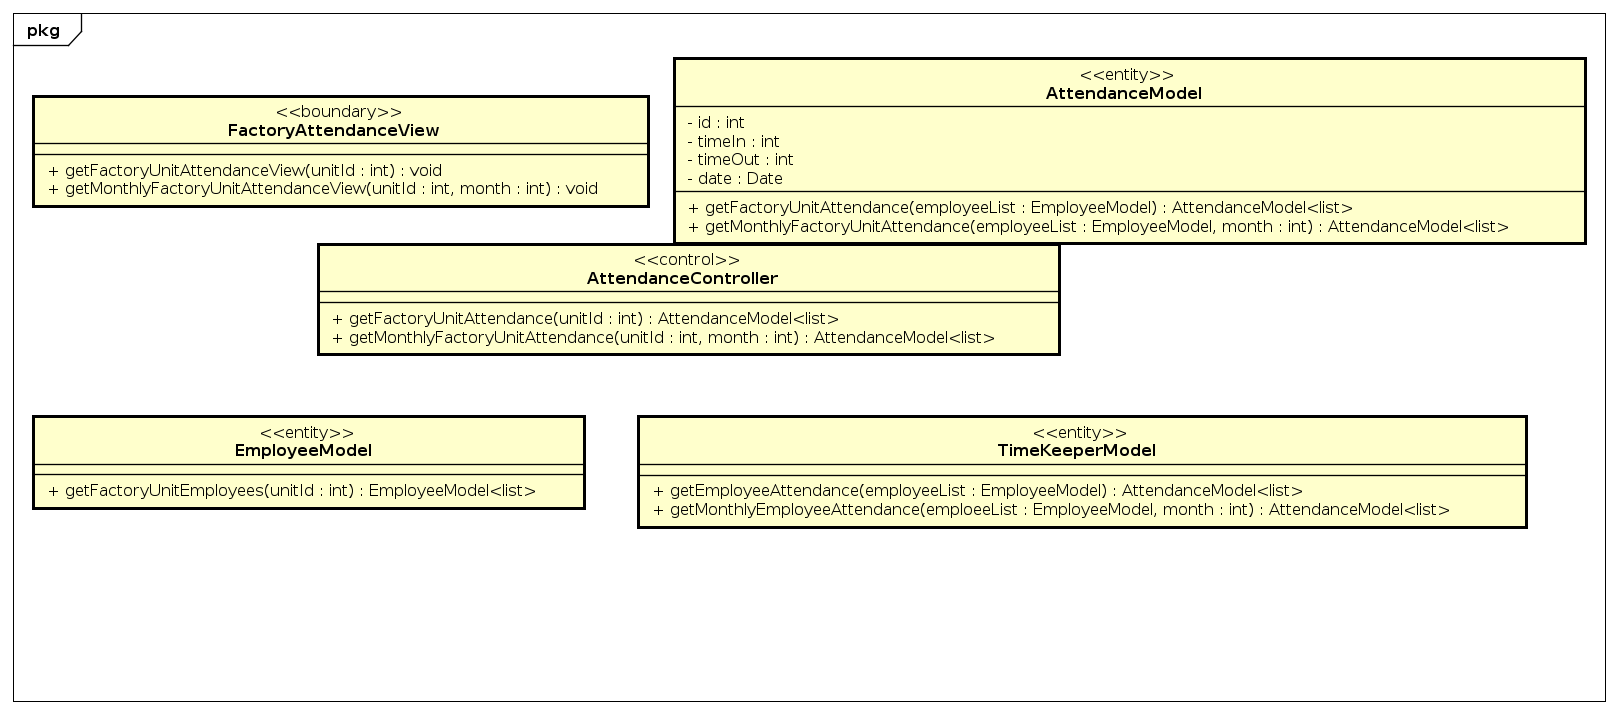 pkg
<<boundary>>
FactoryAttendanceView
+ getFactoryUnitAttendanceView(unitId : int) : void
+ getMonthlyFactoryUnitAttendanceView(unitId : int, month : int) : void
<<entity>>
AttendanceModel
- id : int
- timeIn : int
- timeOut : int
- date : Date
+ getFactoryUnitAttendance(employeeList : EmployeeModel) : AttendanceModel<list>
+ getMonthlyFactoryUnitAttendance(employeeList : EmployeeModel, month : int) : AttendanceModel<list>
<<control>>
AttendanceController
+ getFactoryUnitAttendance(unitId : int) : AttendanceModel<list>
+ getMonthlyFactoryUnitAttendance(unitId : int, month : int) : AttendanceModel<list>
<<entity>>
EmployeeModel
+ getFactoryUnitEmployees(unitId : int) : EmployeeModel<list>
<<entity>>
TimeKeeperModel
+ getEmployeeAttendance(employeeList : EmployeeModel) : AttendanceModel<list>
+ getMonthlyEmployeeAttendance(emploeeList : EmployeeModel, month : int) : AttendanceModel<list>